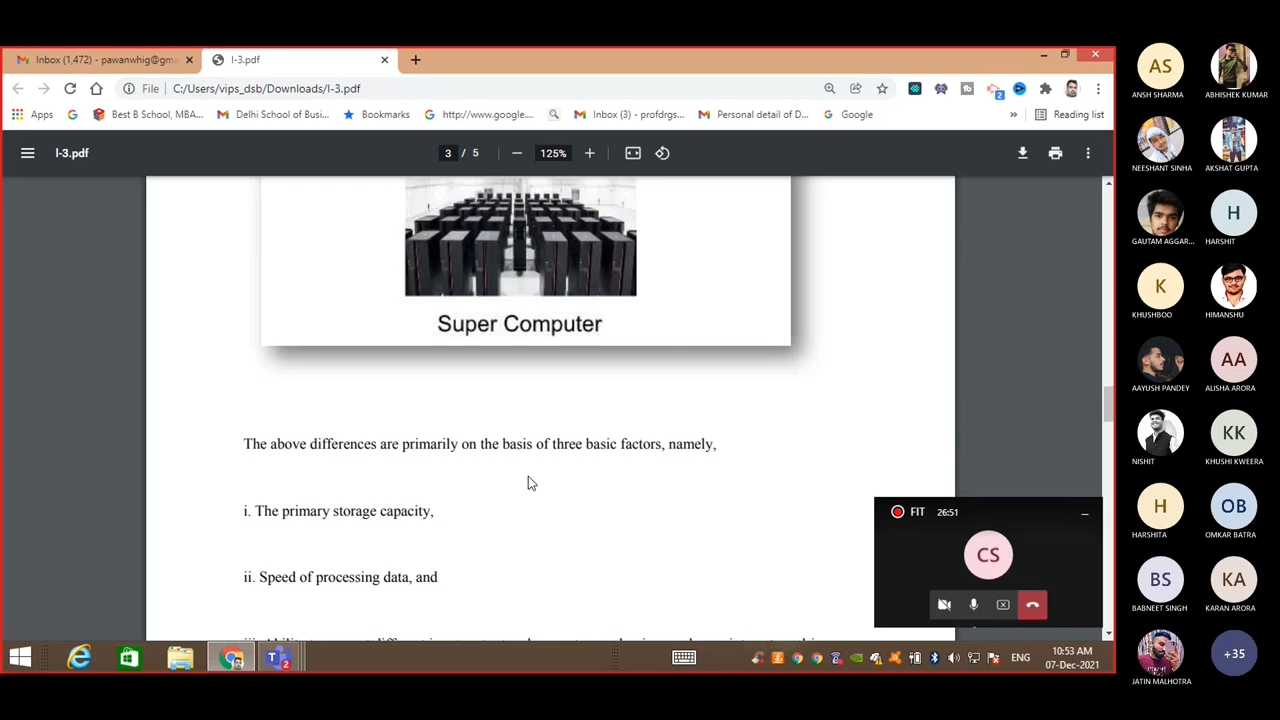 Inbox (1,472) - pawanwhig@gma
I-3.pdf
File
C:/Users/vips_dsb/Downloads/I-3.pdf
2
Apps
Best B School, MBA...
Delhi School of Busi...
Bookmarks
http://www.google....
Inbox (3) - profdrgs...
Personal detail of D...
Google
»
Reading list
I-3.pdf
3 / 5
125%
Super Computer
The above differences are primarily on the basis of three basic factors, namely,
i. The primary storage capacity,
ii. Speed of processing data, and
FIT 26:51
CS
2
ENG
10:53 AM
07-Dec-2021
AS
ANSH SHARMA
ABHISHEK KUMAR
NEESHANT SINHA
AKSHAT GUPTA
GAUTAM AGGAR...
H
HARSHIT
K
KHUSHBOO
HIMANSHU
AAYUSH PANDEY
AA
ALISHA ARORA
NISHIT
KK
KHUSHI KWEERA
H
HARSHITA
OB
OMKAR BATRA
BS
BABNEET SINGH
KA
KARAN ARORA
JATIN MALHOTRA
+35